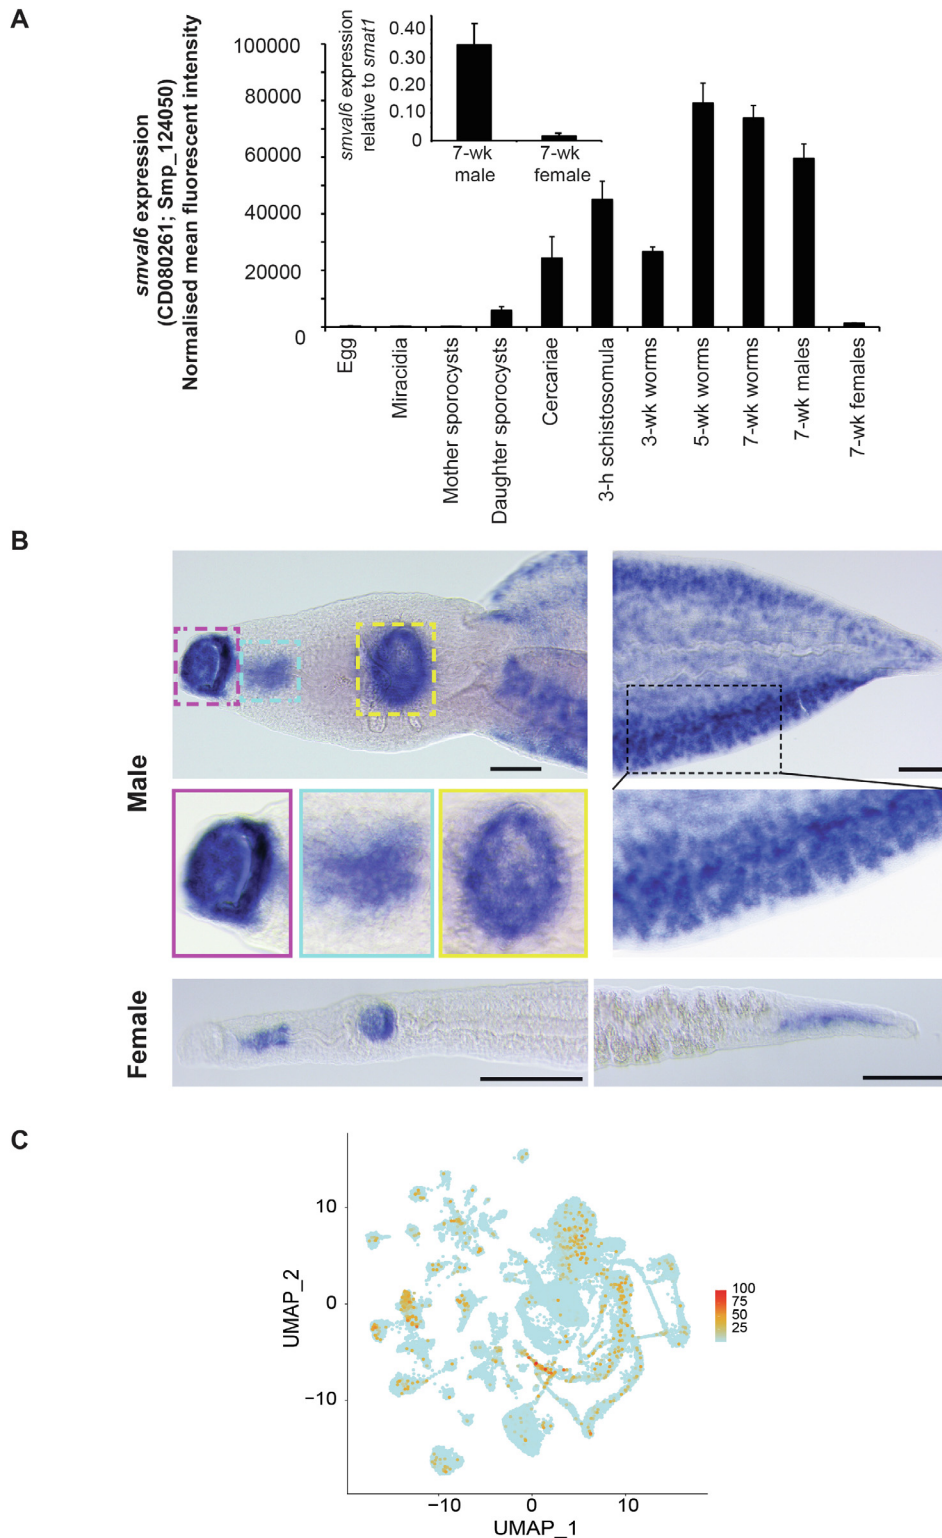 A
smval6 expression
(CD080261; Smp_124050)
Normalised mean fluorescent intensity
100000
80000
60000
40000
20000
0
smval6 expression
relative to smat1
0.40
0.30
0.20
0.10
0
7-wk
male
7-wk
female
Egg
Miracidia
Mother sporocysts
Daughter sporocysts
Cercariae
3-h schistosomula
3-wk worms
5-wk worms
7-wk worms
7-wk males
7-wk females
B
Male
Female
C
UMAP_2
10
0
−10
−10
0
10
UMAP_1
100
75
50
25